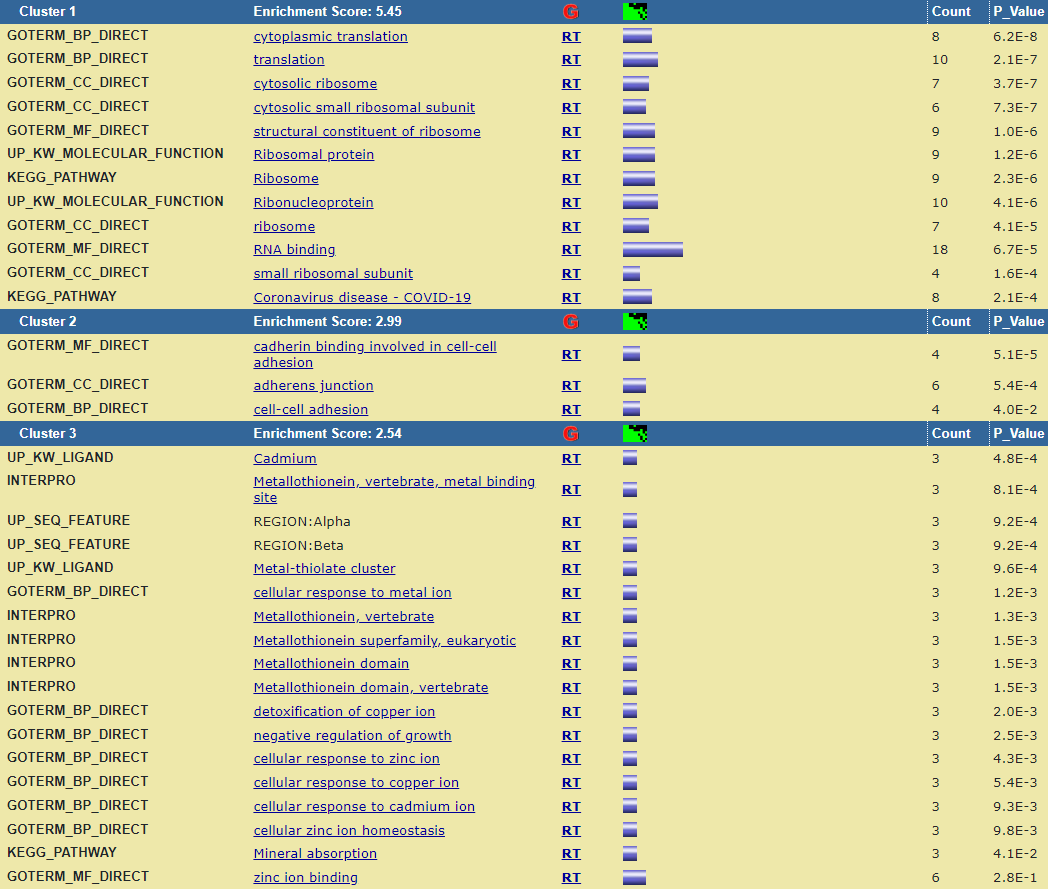 Cluster 1 Enrichment Score: 5.45 G Count P_Value
GOTERM_BP_DIRECT cytoplasmic translation RT 8 6.2E-8
GOTERM_BP_DIRECT translation RT 10 2.1E-7
GOTERM_CC_DIRECT cytosolic ribosome RT 7 3.7E-7
GOTERM_CC_DIRECT cytosolic small ribosomal subunit RT 6 7.3E-7
GOTERM_MF_DIRECT structural constituent of ribosome RT 9 1.0E-6
UP_KW_MOLECULAR_FUNCTION Ribosomal protein RT 9 1.2E-6
KEGG_PATHWAY Ribosome RT 9 2.3E-6
UP_KW_MOLECULAR_FUNCTION Ribonucleoprotein RT 10 4.1E-6
GOTERM_CC_DIRECT ribosome RT 7 4.1E-5
GOTERM_MF_DIRECT RNA binding RT 18 6.7E-5
GOTERM_CC_DIRECT small ribosomal subunit RT 4 1.6E-4
KEGG_PATHWAY Coronavirus disease - COVID-19 RT 8 2.1E-4
Cluster 2 Enrichment Score: 2.99 G Count P_Value
GOTERM_MF_DIRECT cadherin binding involved in cell-cell
adhesion RT 4 5.1E-5
GOTERM_CC_DIRECT adherens junction RT 6 5.4E-4
GOTERM_BP_DIRECT cell-cell adhesion RT 4 4.0E-2
Cluster 3 Enrichment Score: 2.54 G Count P_Value
UP_KW_LIGAND Cadmium RT 3 4.8E-4
INTERPRO Metallothionein, vertebrate, metal binding
site RT 3 8.1E-4
UP_SEQ_FEATURE REGION:Alpha RT 3 9.2E-4
UP_SEQ_FEATURE REGION:Beta RT 3 9.2E-4
UP_KW_LIGAND Metal-thiolate cluster RT 3 9.6E-4
GOTERM_BP_DIRECT cellular response to metal ion RT 3 1.2E-3
INTERPRO Metallothionein, vertebrate RT 3 1.3E-3
INTERPRO Metallothionein superfamily, eukaryotic RT 3 1.5E-3
INTERPRO Metallothionein domain RT 3 1.5E-3
INTERPRO Metallothionein domain, vertebrate RT 3 1.5E-3
GOTERM_BP_DIRECT detoxification of copper ion RT 3 2.0E-3
GOTERM_BP_DIRECT negative regulation of growth RT 3 2.5E-3
GOTERM_BP_DIRECT cellular response to zinc ion RT 3 4.3E-3
GOTERM_BP_DIRECT cellular response to copper ion RT 3 5.4E-3
GOTERM_BP_DIRECT cellular response to cadmium ion RT 3 9.3E-3
GOTERM_BP_DIRECT cellular zinc ion homeostasis RT 3 9.8E-3
KEGG_PATHWAY Mineral absorption RT 3 4.1E-2
GOTERM_MF_DIRECT zinc ion binding RT 6 2.8E-1